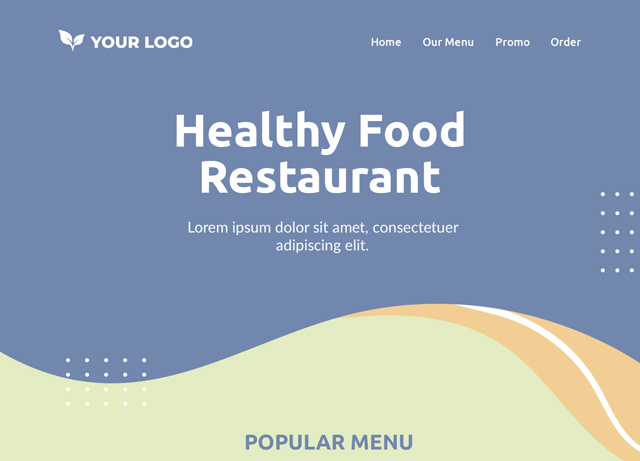 YOUR LOGO
Home Our Menu Promo Order
Healthy Food
Restaurant
Lorem ipsum dolor sit amet, consectetuer
adipiscing elit.
POPULAR MENU